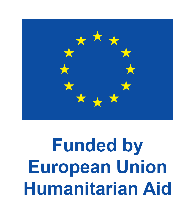 Funded by
European Union
Humanitarian Aid